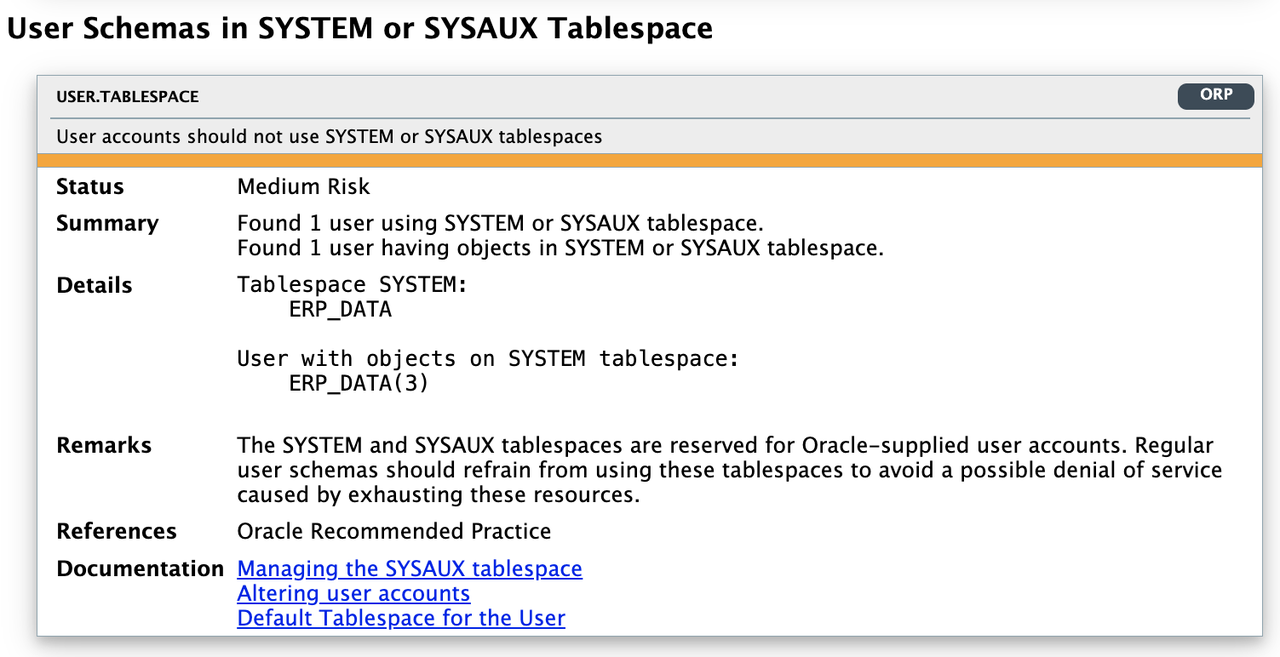 User Schemas in SYSTEM or SYSAUX Tablespace
USER.TABLESPACE
ORP
User accounts should not use SYSTEM or SYSAUX tablespaces
Status Medium Risk
Summary Found 1 user using SYSTEM or SYSAUX tablespace.
Found 1 user having objects in SYSTEM or SYSAUX tablespace.
Details Tablespace SYSTEM:
ERP_DATA
User with objects on SYSTEM tablespace:
ERP_DATA(3)
Remarks The SYSTEM and SYSAUX tablespaces are reserved for Oracle-supplied user accounts. Regular
user schemas should refrain from using these tablespaces to avoid a possible denial of service
caused by exhausting these resources.
References Oracle Recommended Practice
Documentation Managing the SYSAUX tablespace
Altering user accounts
Default Tablespace for the User